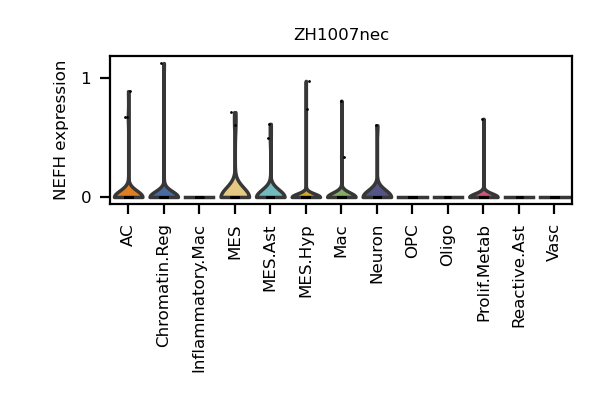 ZH1007nec
NEFH expression
1
0
AC
Chromatin.Reg
Inflammatory.Mac
MES
MES.Ast
MES.Hyp
Mac
Neuron
OPC
Oligo
Prolif.Metab
Reactive.Ast
Vasc